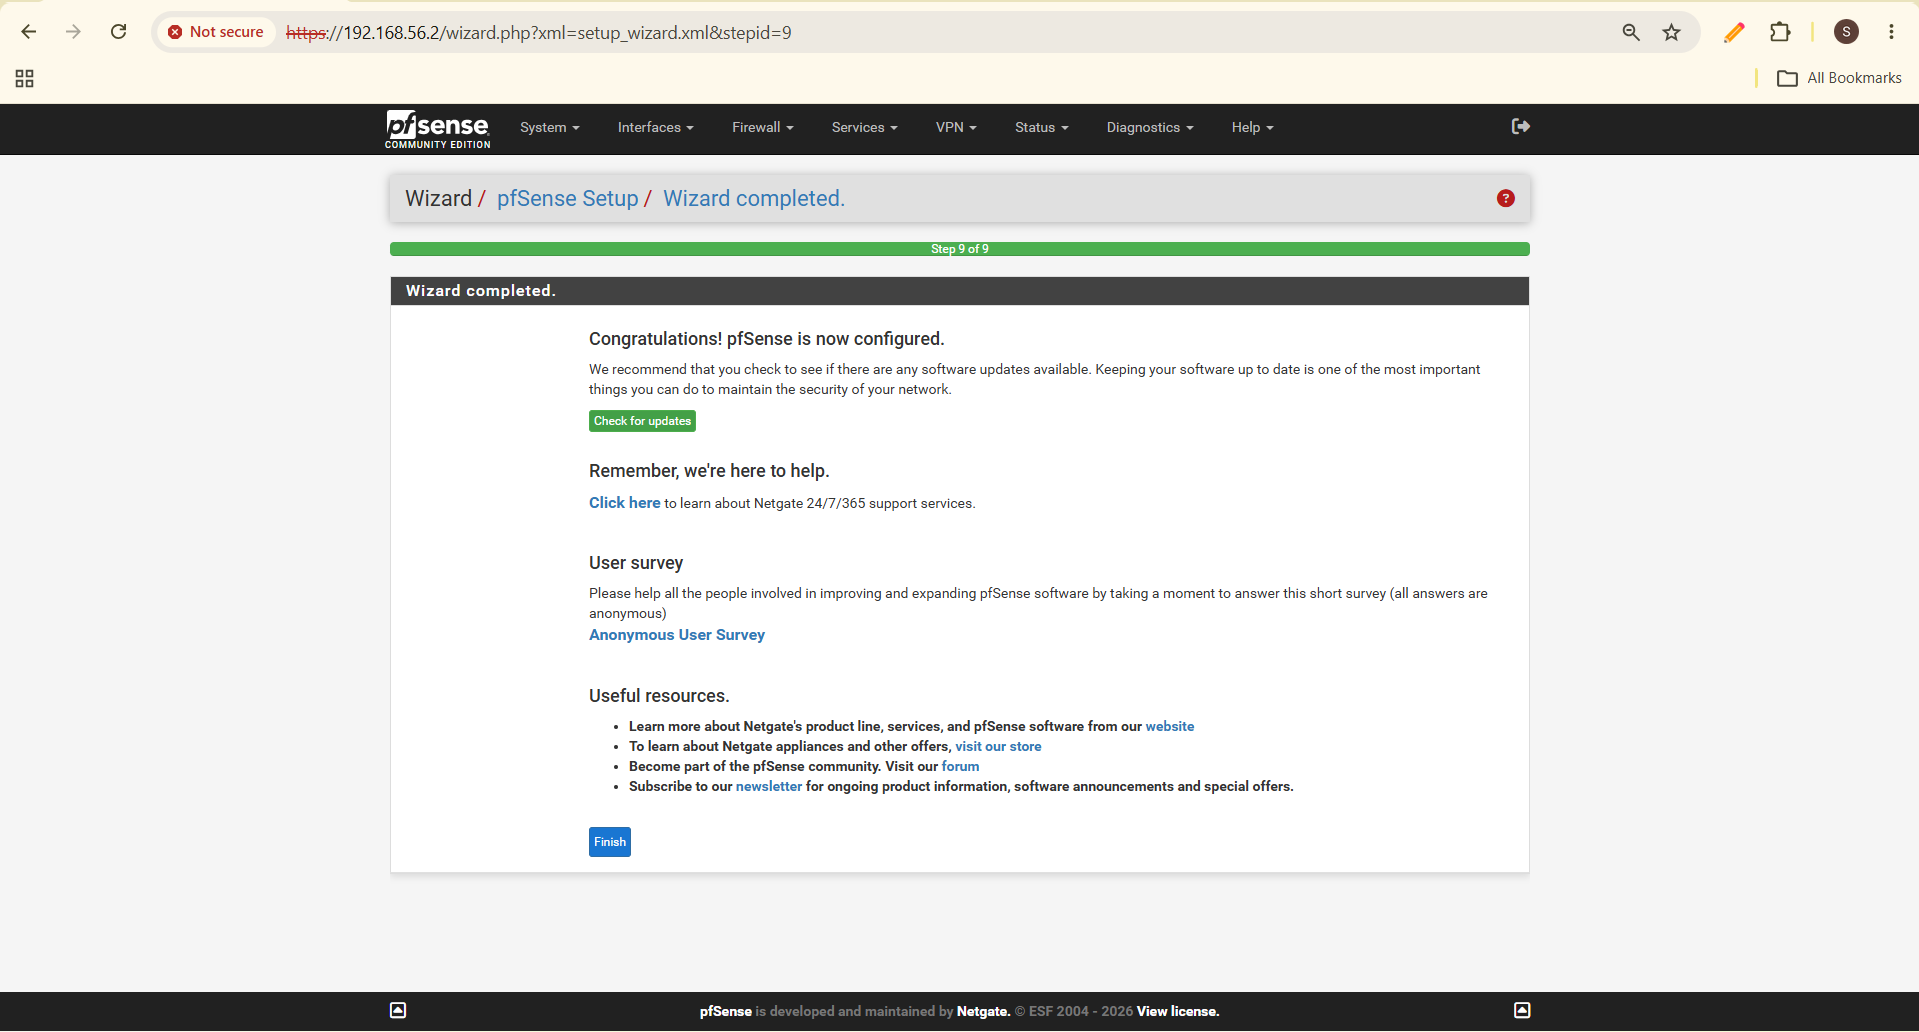 Not secure https://192.168.56.2/wizard.php?xml=setup_wizard.xml&stepid=9
S
All Bookmarks
pfsense
COMMUNITY EDITION
System Interfaces Firewall Services VPN Status Diagnostics Help
Wizard / pfSense Setup / Wizard completed.
?
Step 9 of 9
Wizard completed.
Congratulations! pfSense is now configured.
We recommend that you check to see if there are any software updates available. Keeping your software up to date is one of the most important
things you can do to maintain the security of your network.
Check for updates
Remember, we're here to help.
Click here to learn about Netgate 24/7/365 support services.
User survey
Please help all the people involved in improving and expanding pfSense software by taking a moment to answer this short survey (all answers are
anonymous)
Anonymous User Survey
Useful resources.
• Learn more about Netgate's product line, services, and pfSense software from our website
• To learn about Netgate appliances and other offers, visit our store
• Become part of the pfSense community. Visit our forum
• Subscribe to our newsletter for ongoing product information, software announcements and special offers.
Finish
pfSense is developed and maintained by Netgate. © ESF 2004 - 2026 View license.